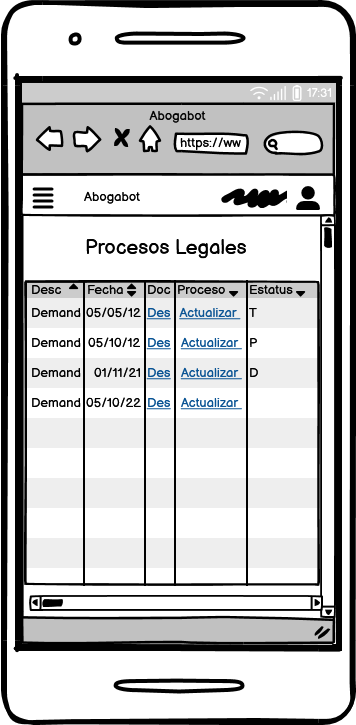 17:31
Abogabot
https://ww
Abogabot
Procesos Legales
Desc Fecha Doc Proceso Estatus
Demand 05/05/12 Des Actualizar T
Demand 05/10/12 Des Actualizar P
Demand 01/11/21 Des Actualizar D
Demand 05/10/22 Des Actualizar